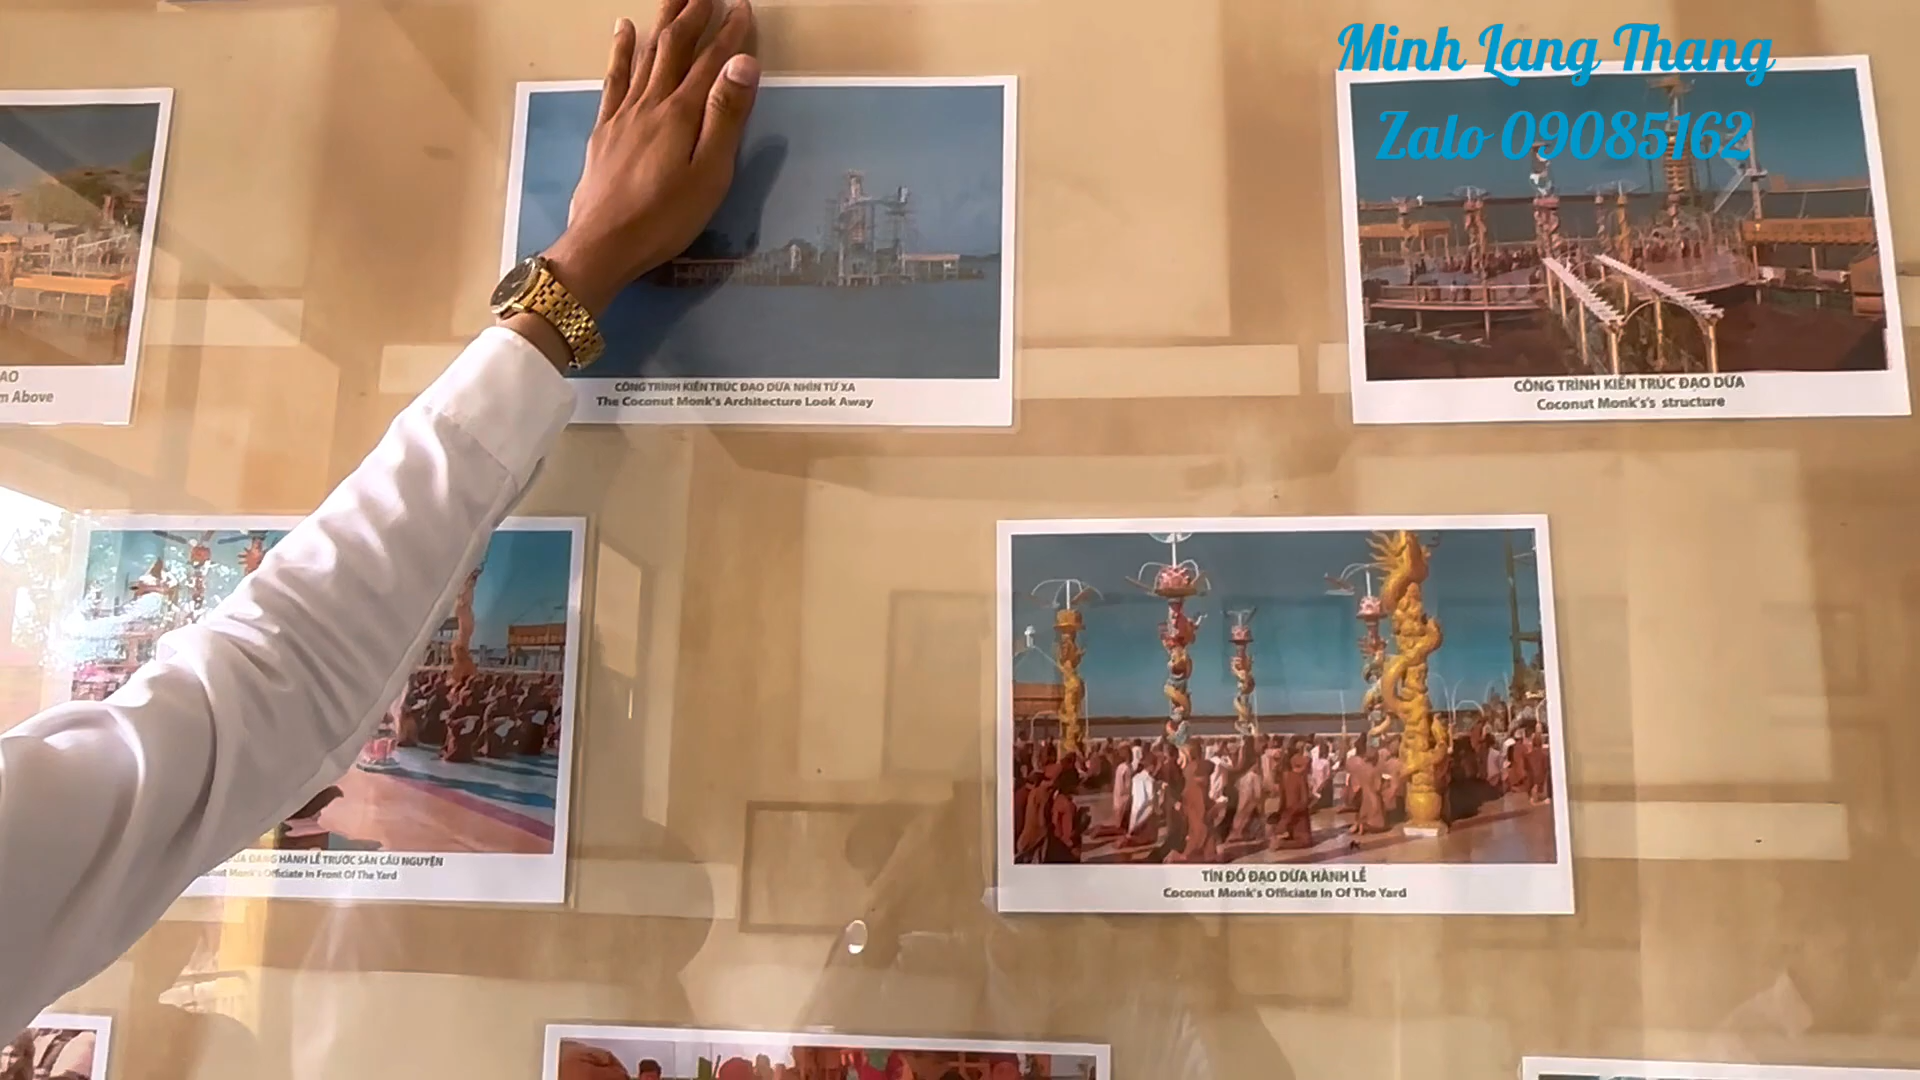 Minh Lang Thang
Zalo 09085162
AO
m Above
CÔNG TRÌNH KIẾN TRÚC ĐẠO DỪA NHÌN TỪ XA
The Coconut Monk's Architecture Look Away
CÔNG TRÌNH KIẾN TRÚC ĐẠO DỪA
Coconut Monk's's structure
ĐANG HÀNH LỄ TRƯỚC SÂN CẦU NGUYỆN
Monk's Officiate In Front Of The Yard
TÍN ĐỒ ĐẠO DỪA HÀNH LỄ
Coconut Monk's Officiate In Of The Yard